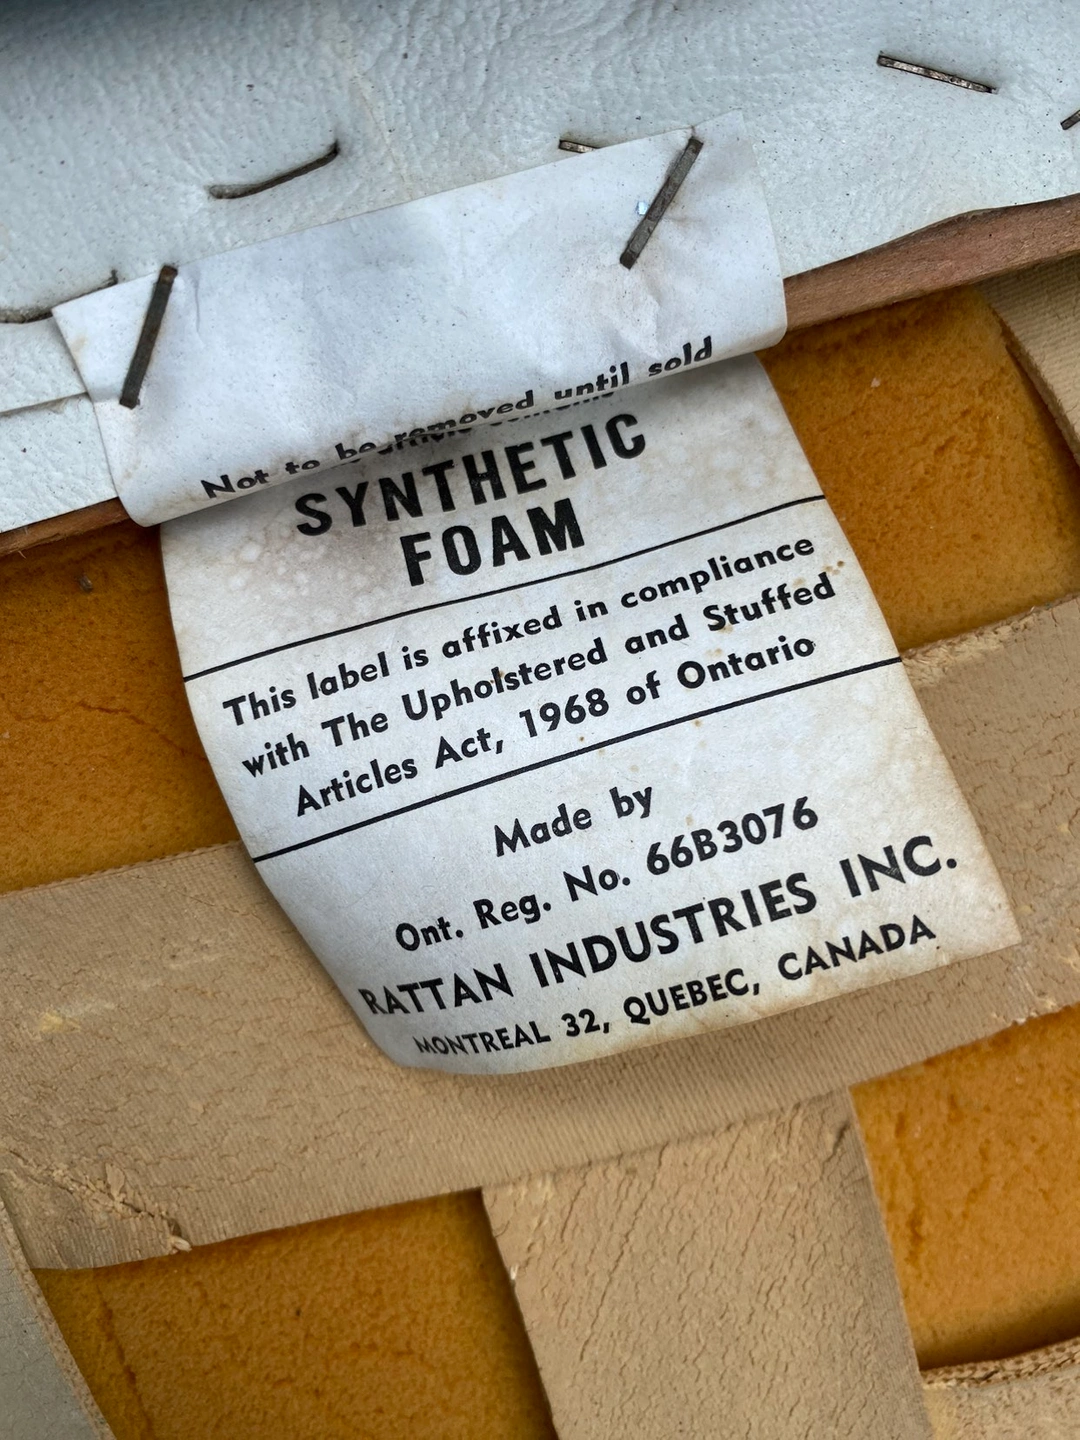 Not to be removed until sold
SYNTHETIC
FOAM
This label is affixed in compliance
with The Upholstered and Stuffed
Articles Act, 1968 of Ontario
Made by
Ont. Reg. No. 66B3076
RATTAN INDUSTRIES INC.
MONTREAL 32, QUEBEC, CANADA